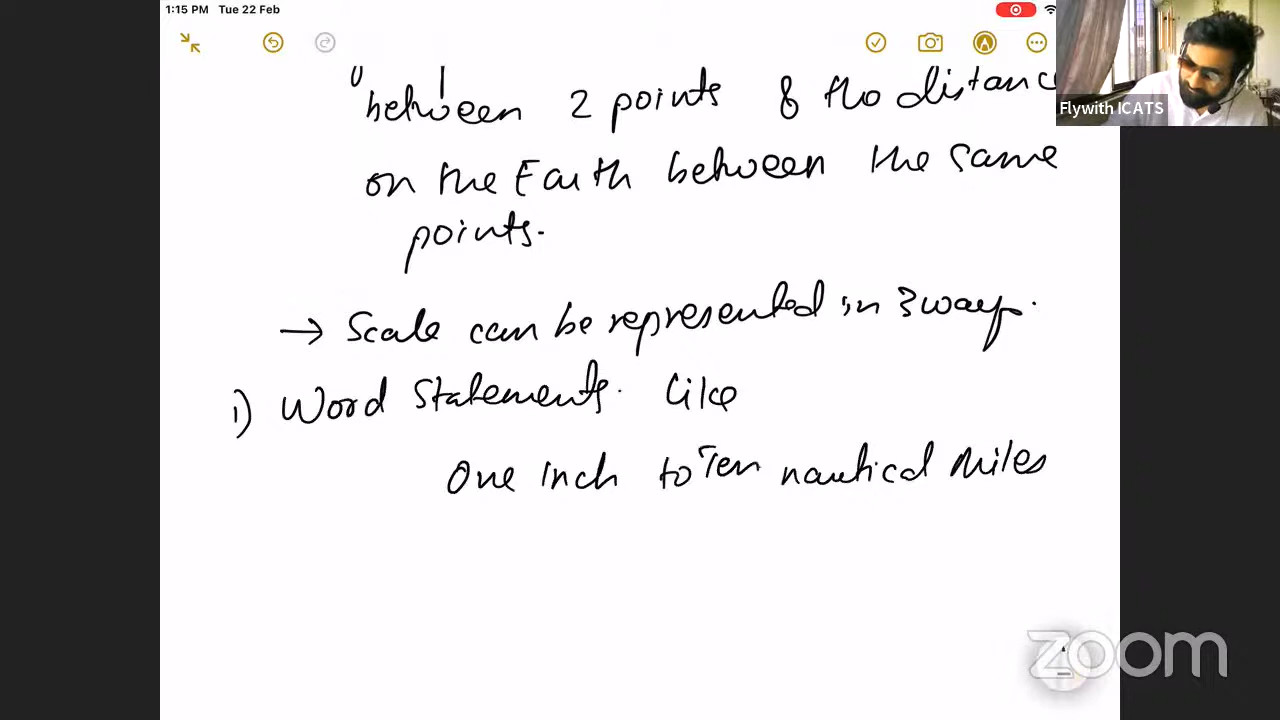 1:15 PM Tue 22 Feb
between 2 points & the distanc
Flywith ICATS
on the Earth between the same
points.
→ Scale can be represented in 3 ways.
1) Word Statements. Like
One Inch to Ten nautical Miles
zoom